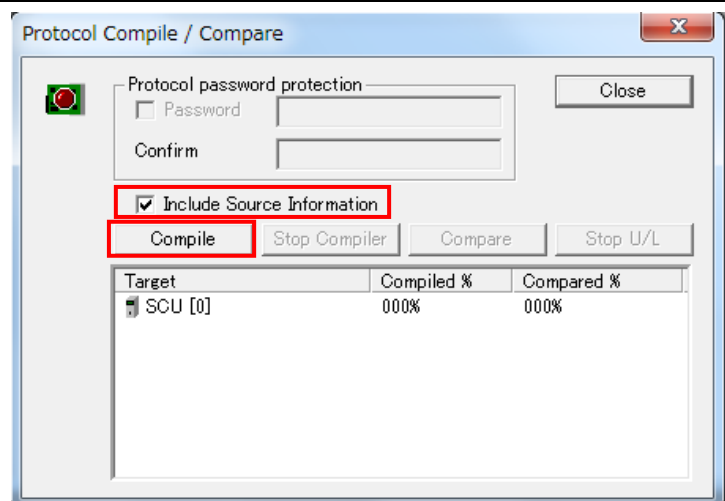 Protocol Compile / Compare
Protocol password protection
Close
Password
Confirm
Include Source Information
Compile Stop Compiler Compare Stop U/L
Target Compiled % Compared %
SCU [0] 000% 000%